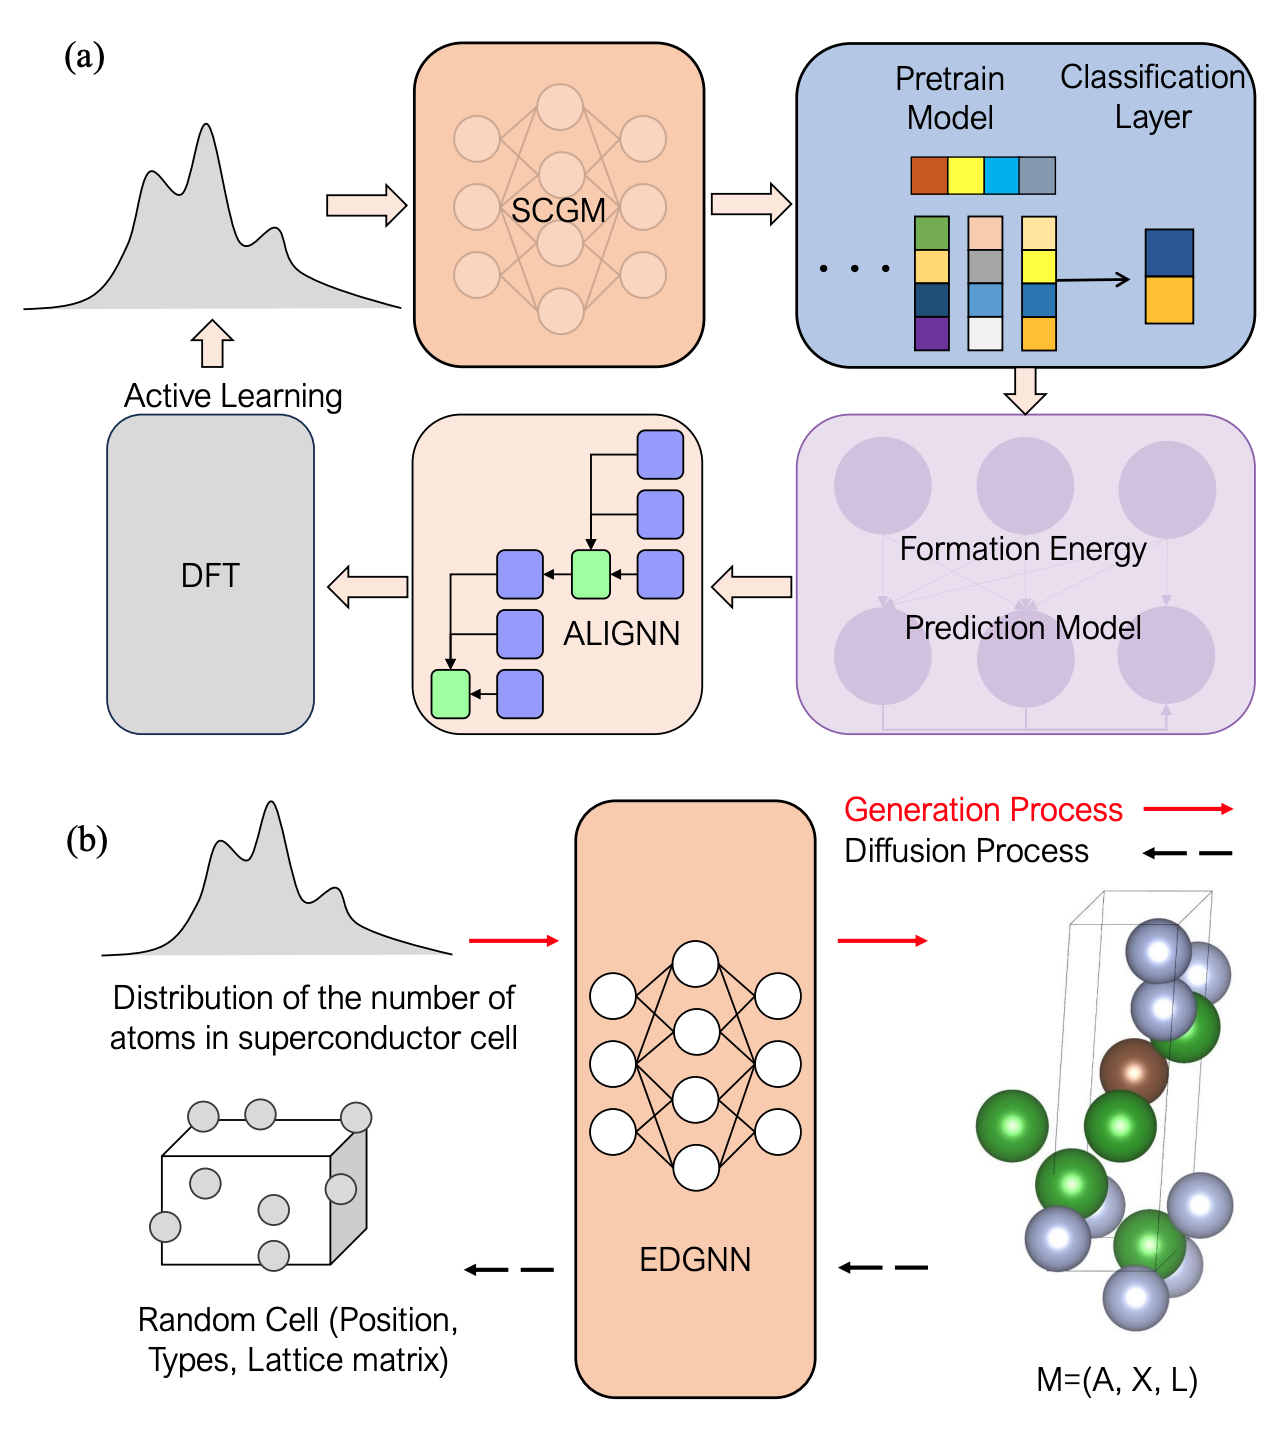 (a)
SCGM
Pretrain
Model
Classification
Layer
Active Learning
DFT
ALIGNN
Formation Energy
Prediction Model
(b)
Generation Process
Diffusion Process
Distribution of the number of
atoms in superconductor cell
EDGNN
Random Cell (Position,
Types, Lattice matrix)
M=(A, X, L)